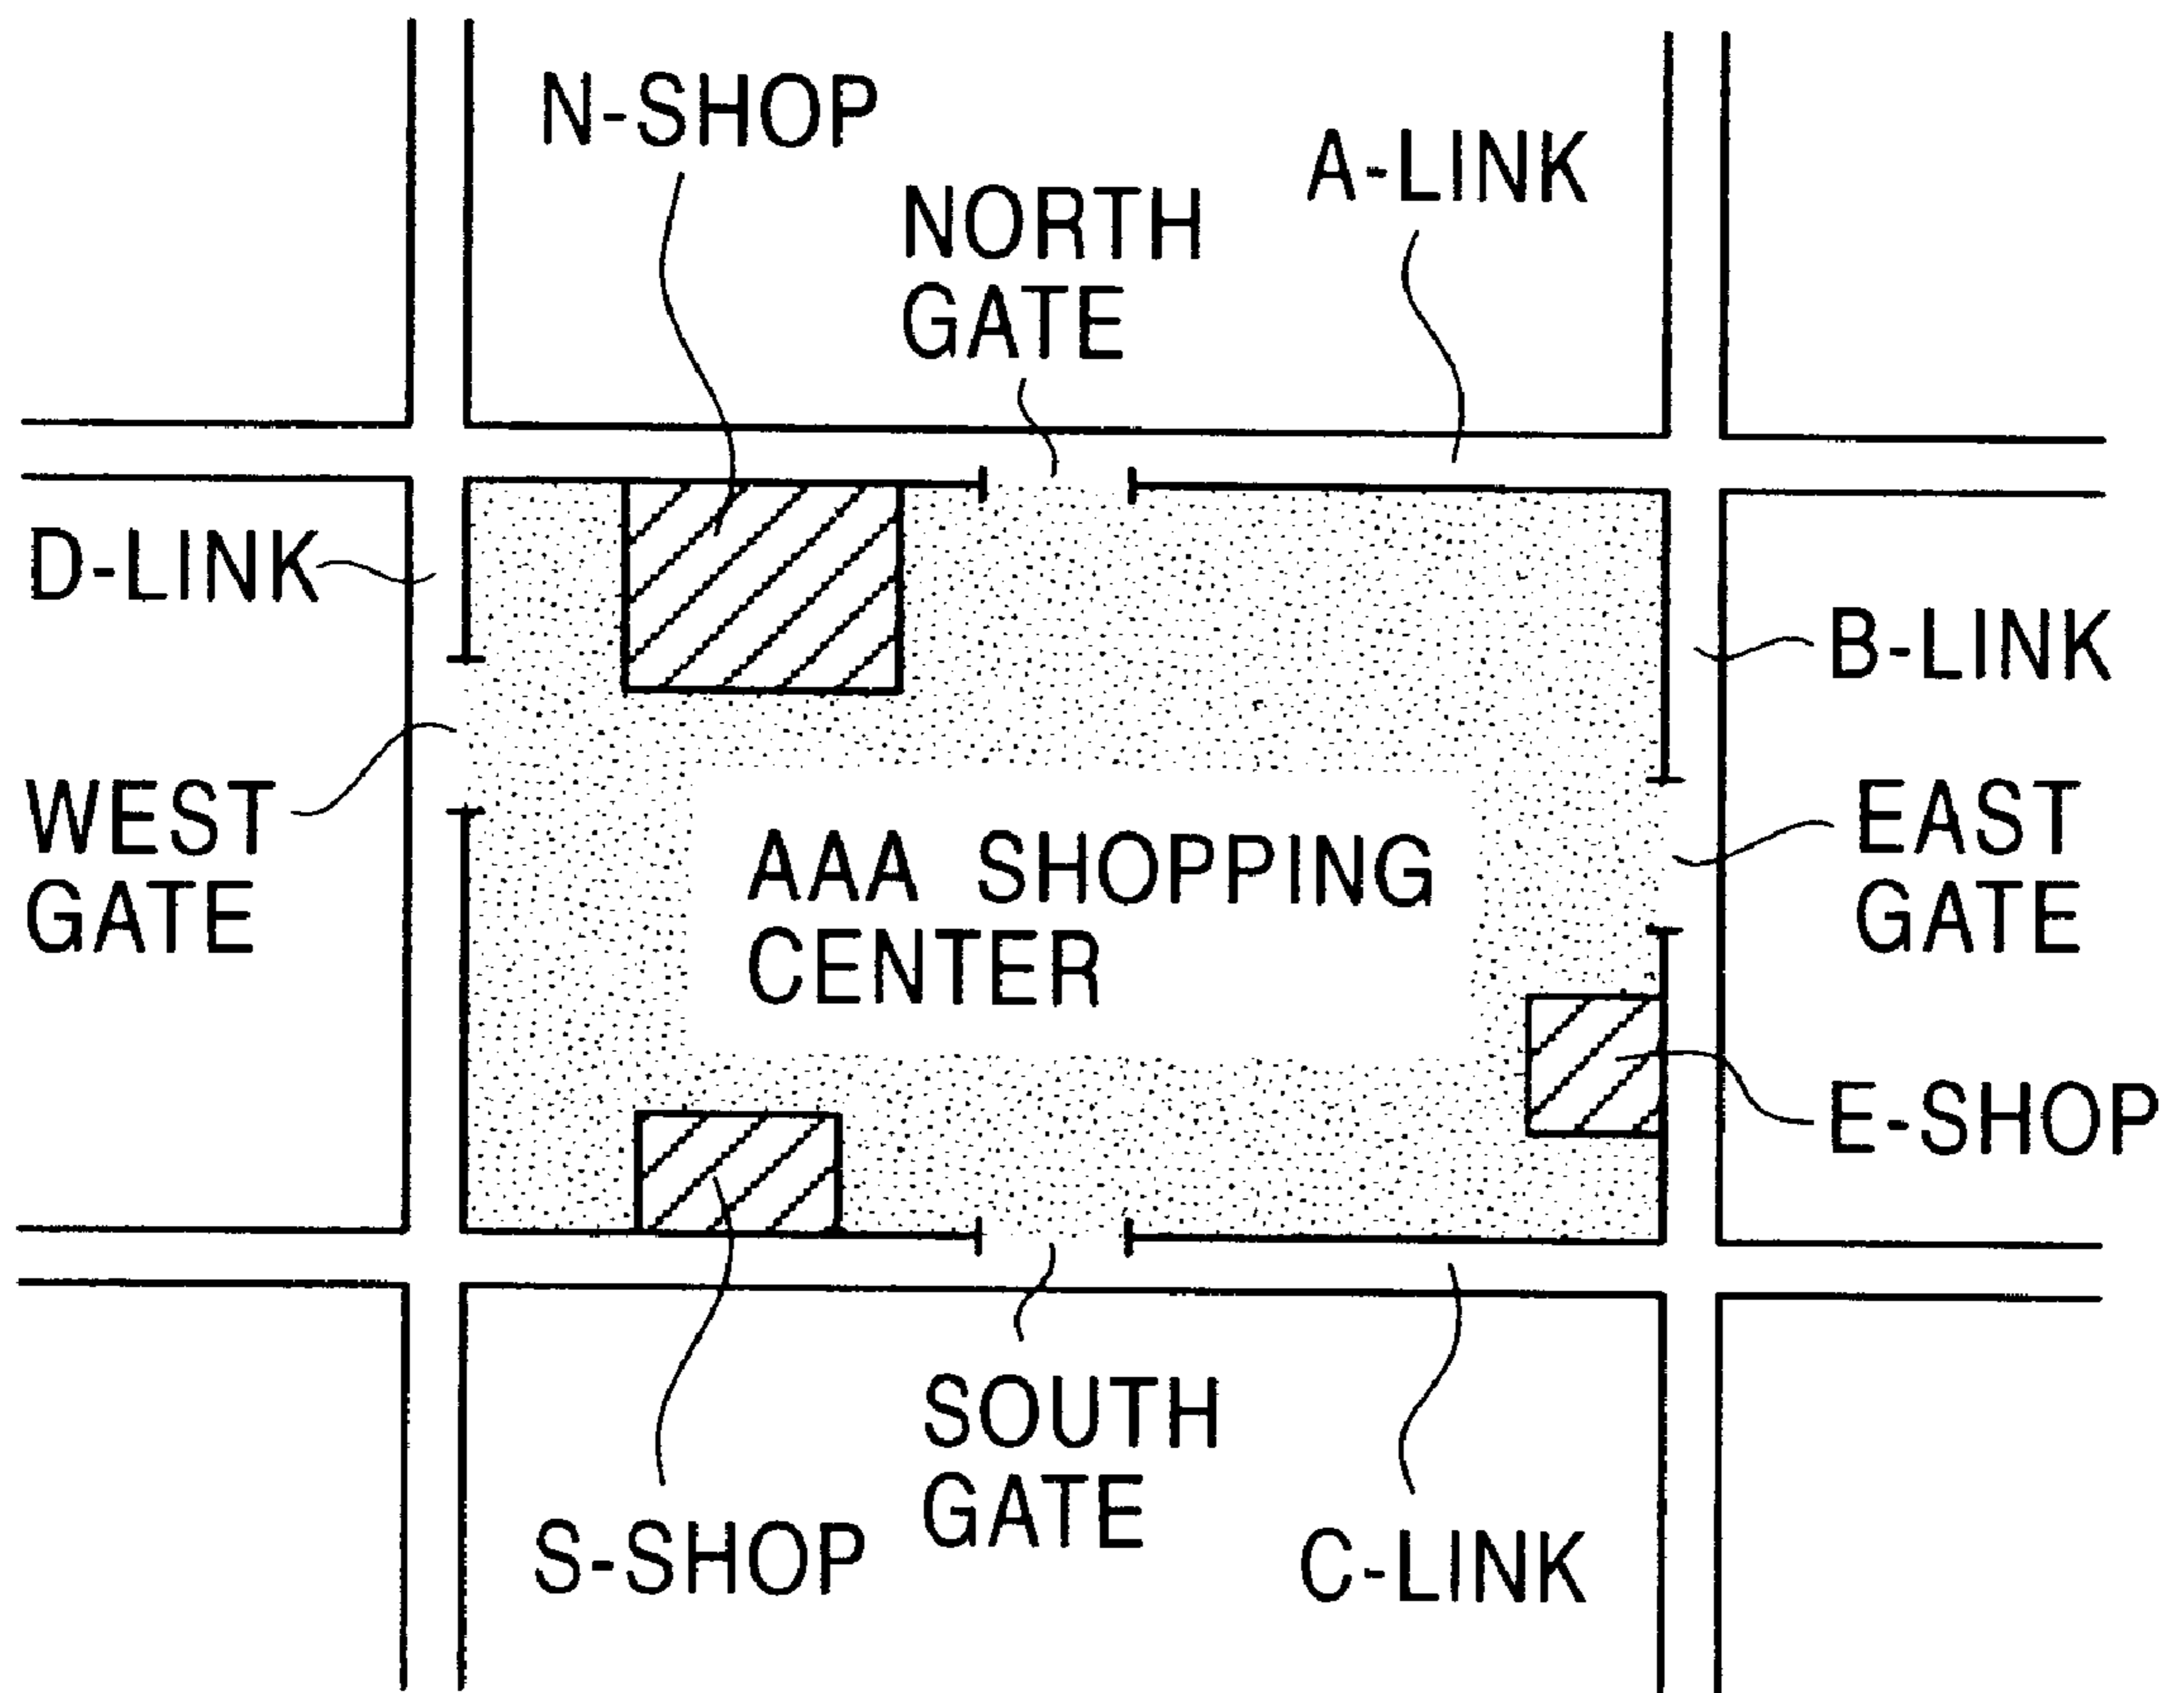 N-SHOP
A-LINK
NORTH
GATE
D-LINK
B-LINK
WEST
GATE
AAA SHOPPING
CENTER
EAST
GATE
E-SHOP
SOUTH
GATE
S-SHOP
C-LINK